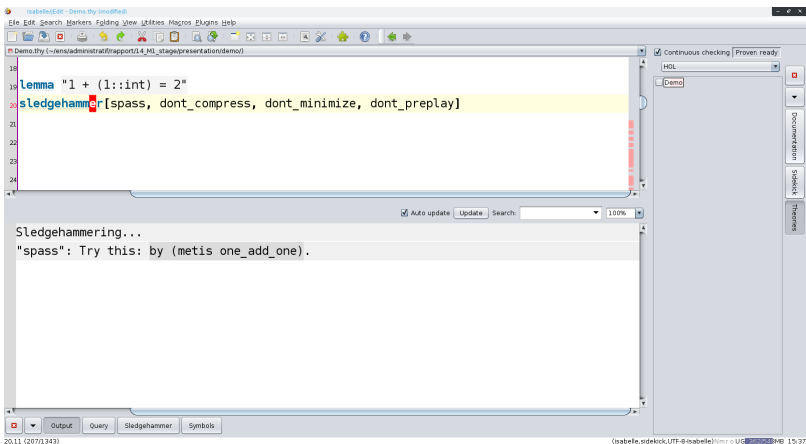 Isabelle/jEdit - Demo.thy (modified)
File Edit Search Markers Folding View Utilities Macros Plugins Help
Demo.thy (~/ens/administratif/rapport/14_M1_stage/presentation/demo/)
18
19 lemma "1 + (1::int) = 2"
20 sledgehammer[spass, dont_compress, dont_minimize, dont_preplay]
21
22
23
24
Continuous checking Prover: ready
HOL
Demo
Documentation
Sidekick
Theories
Auto update Update Search: 100%
Sledgehammering...
"spass": Try this: by (metis one_add_one).
Output Query Sledgehammer Symbols
20,11 (207/1343)
(isabelle,sidekick,UTF-8-Isabelle) 15:37